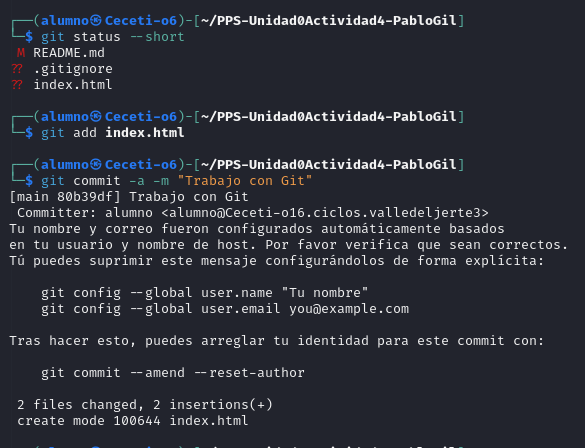 ┌──(alumno㉿Ceceti-o6)-[~/PPS-Unidad0Actividad4-PabloGil]
└─$ git status --short
 M README.md
?? .gitignore
?? index.html
┌──(alumno㉿Ceceti-o6)-[~/PPS-Unidad0Actividad4-PabloGil]
└─$ git add index.html
┌──(alumno㉿Ceceti-o6)-[~/PPS-Unidad0Actividad4-PabloGil]
└─$ git commit -a -m "Trabajo con Git"
[main 80b39df] Trabajo con Git
 Committer: alumno <alumno@Ceceti-o16.ciclos.valledeljerte3>
Tu nombre y correo fueron configurados automáticamente basados
en tu usuario y nombre de host. Por favor verifica que sean correctos.
Tú puedes suprimir este mensaje configurándolos de forma explícita:
    git config --global user.name "Tu nombre"
    git config --global user.email you@example.com
Tras hacer esto, puedes arreglar tu identidad para este commit con:
    git commit --amend --reset-author
 2 files changed, 2 insertions(+)
 create mode 100644 index.html